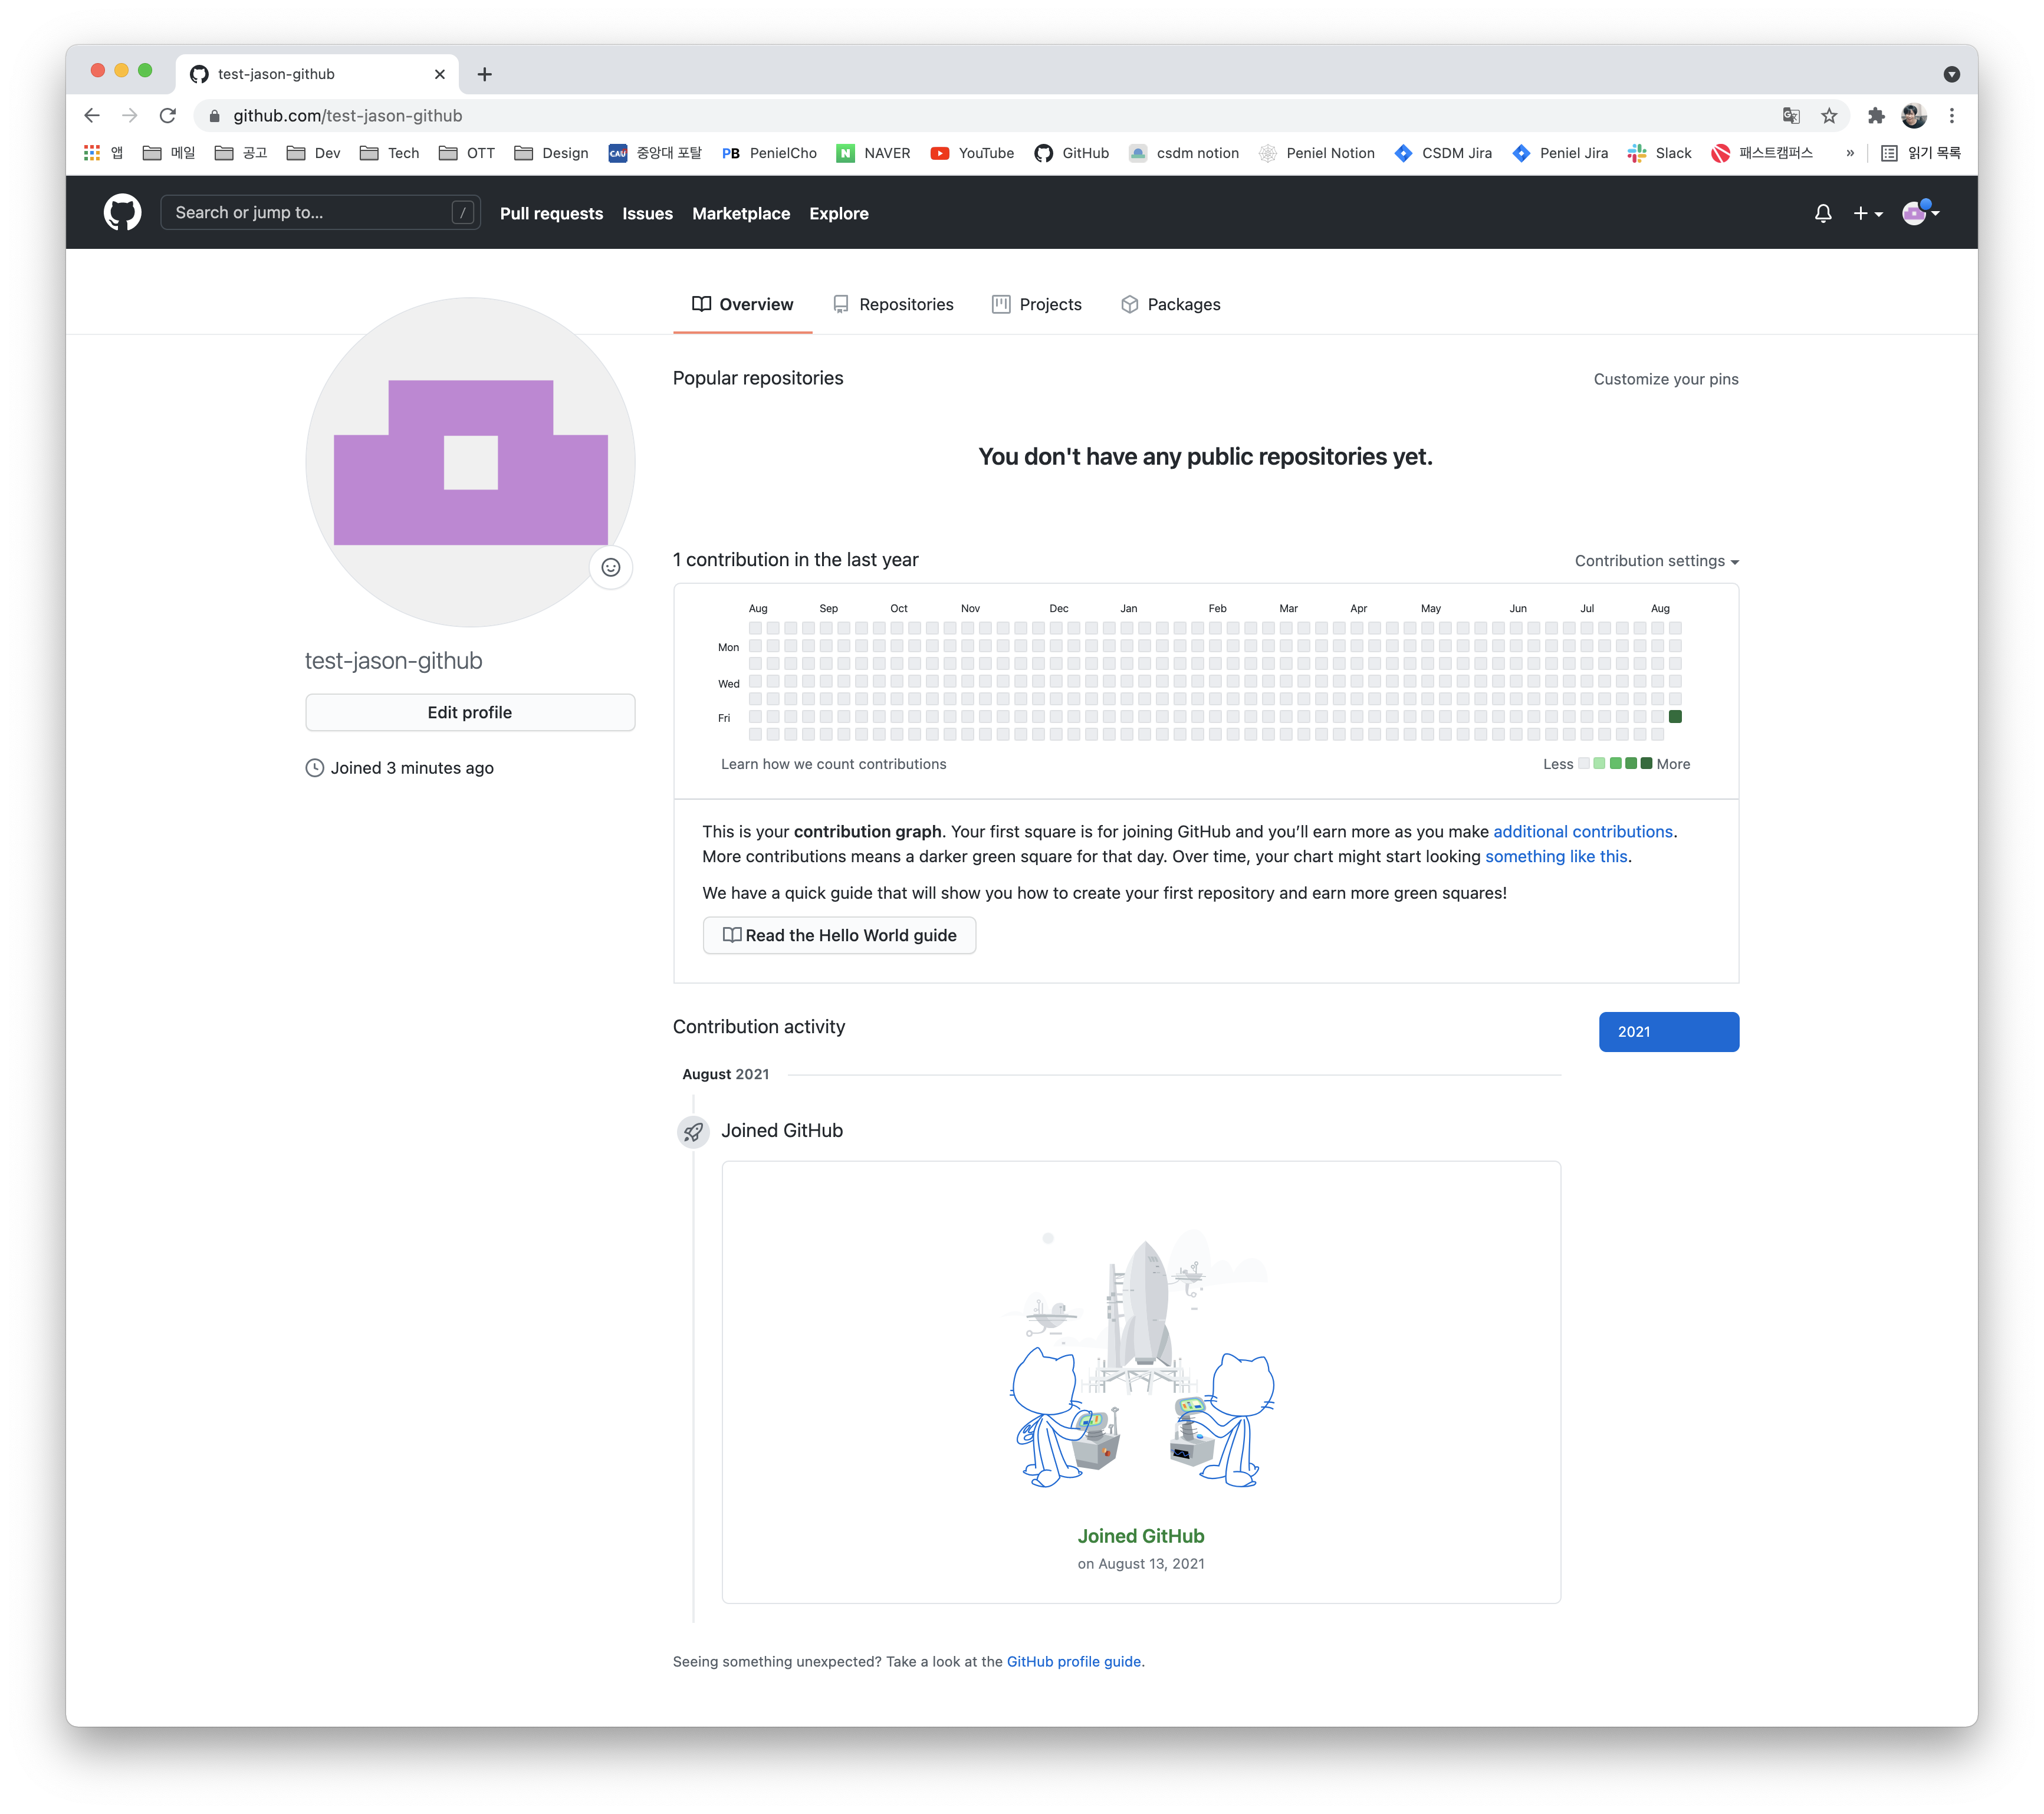 test-jason-github
github.com/test-jason-github
앱 메일 공고 Dev Tech OTT Design CAU 중앙대 포탈 PB PenielCho N NAVER YouTube GitHub csdm notion Peniel Notion CSDM Jira Peniel Jira Slack 패스트캠퍼스 » 읽기 목록
Search or jump to... / Pull requests Issues Marketplace Explore
Overview Repositories Projects Packages
Popular repositories Customize your pins
You don't have any public repositories yet.
1 contribution in the last year Contribution settings
Aug Sep Oct Nov Dec Jan Feb Mar Apr May Jun Jul Aug
Mon
Wed
Fri
Learn how we count contributions Less More
test-jason-github
Edit profile
Joined 3 minutes ago
This is your contribution graph. Your first square is for joining GitHub and you’ll earn more as you make additional contributions.
More contributions means a darker green square for that day. Over time, your chart might start looking something like this.
We have a quick guide that will show you how to create your first repository and earn more green squares!
Read the Hello World guide
Contribution activity 2021
August 2021
Joined GitHub
Joined GitHub
on August 13, 2021
Seeing something unexpected? Take a look at the GitHub profile guide.